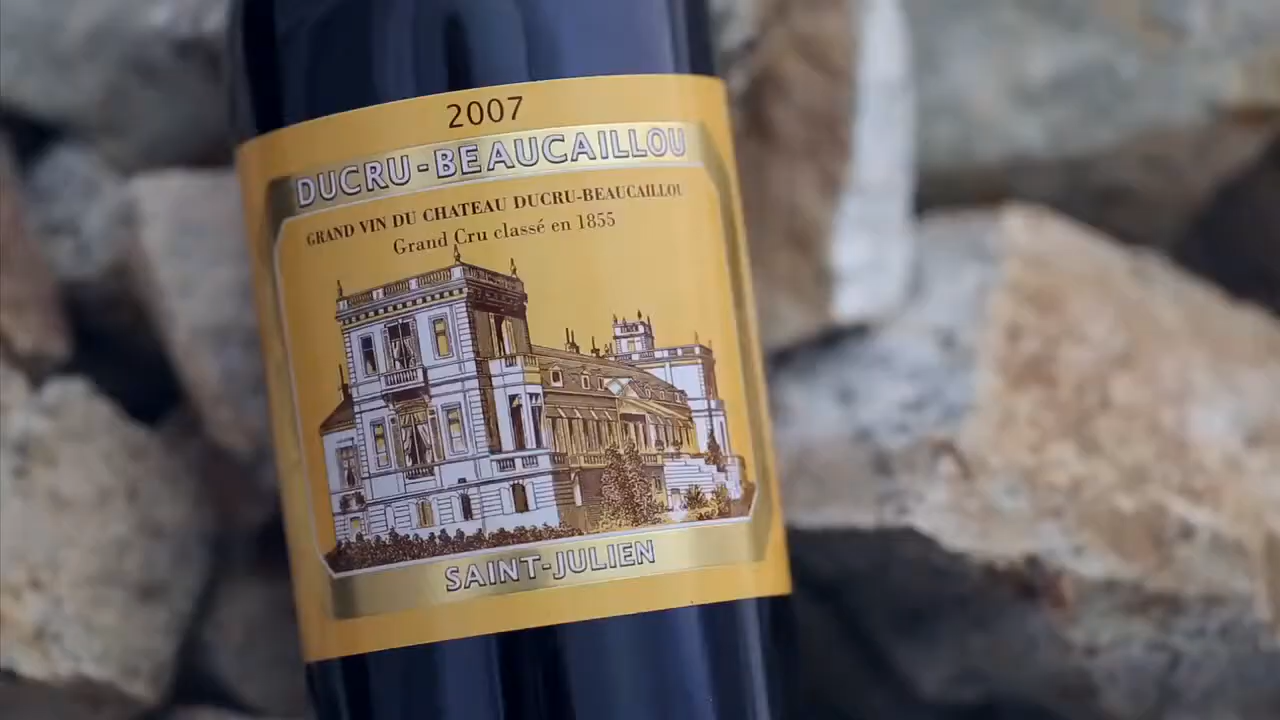 2007
DUCRU-BEAUCAILLOU
GRAND VIN DU CHATEAU DUCRU-BEAUCAILLOU
Grand Cru classé en 1855
SAINT-JULIEN